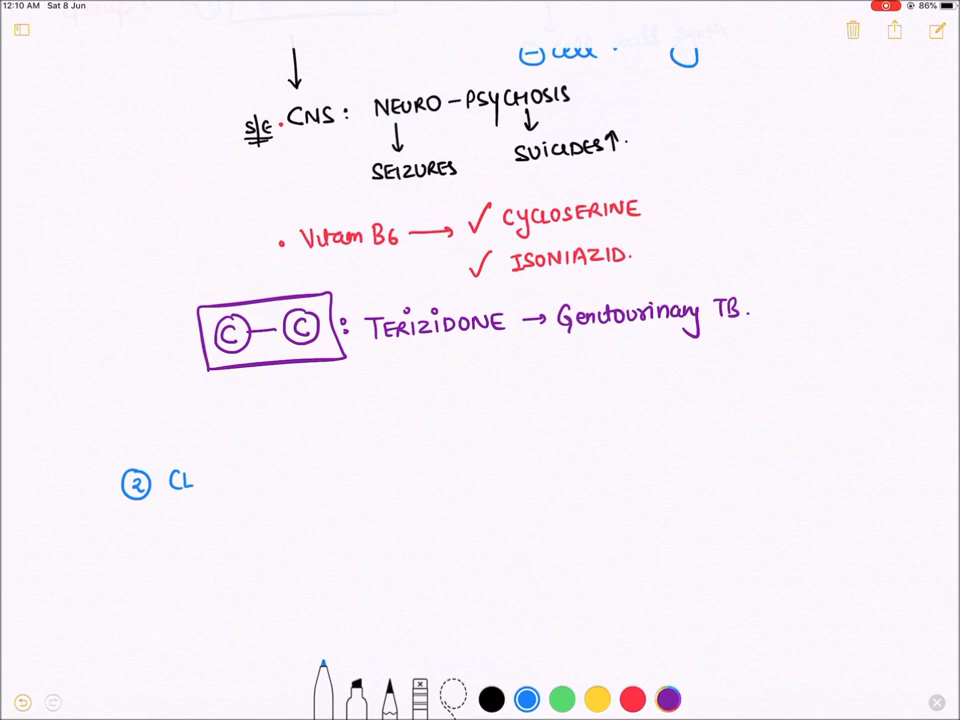 12:10 AM Sat 8 Jun
86%
⊖ cell
S/E • CNS : NEURO - PSYCHOSIS
↓ ↓
SEIZURES SUICIDES↑.
• Vitam B6 → ✓ CYCLOSERINE
✓ ISONIAZID.
C — C : TERIZIDONE → Genitourinary TB.
② CL